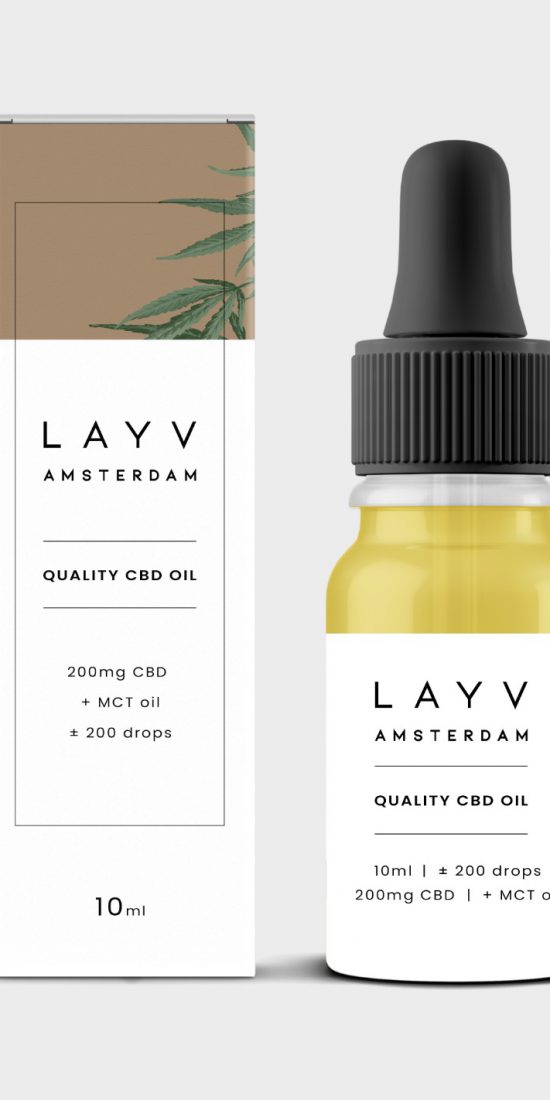 LAYV
AMSTERDAM
QUALITY CBD OIL
200mg CBD
+ MCT oil
± 200 drops
10ml
LAYV
AMSTERDAM
QUALITY CBD OIL
10ml | ± 200 drops
200mg CBD | + MCT